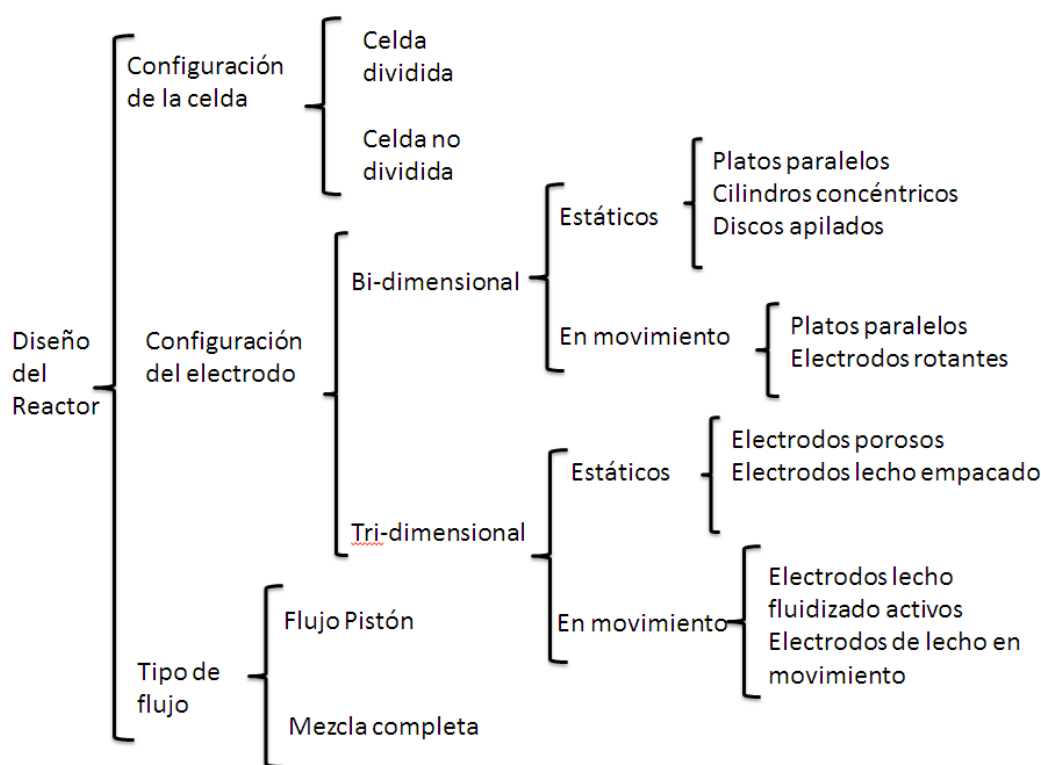 Diseño
del
Reactor
Configuración
de la celda
Celda
dividida
Celda no
dividida
Configuración
del electrodo
Bi-dimensional
Estáticos
Platos paralelos
Cilindros concéntricos
Discos apilados
En movimiento
Platos paralelos
Electrodos rotantes
Tri-dimensional
Estáticos
Electrodos porosos
Electrodos lecho empacado
En movimiento
Electrodos lecho
fluidizado activos
Electrodos de lecho en
movimiento
Tipo de
flujo
Flujo Pistón
Mezcla completa